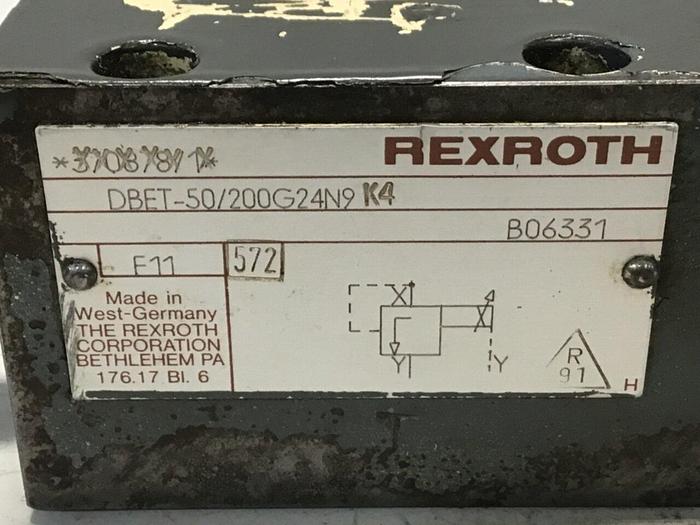 REXROTH
DBET-50/200G24N9 K4
B06331
F11 572
Made in
West-Germany
THE REXROTH
CORPORATION
BETHLEHEM PA
176.17 Bl. 6
X
Y Y
R
91
H